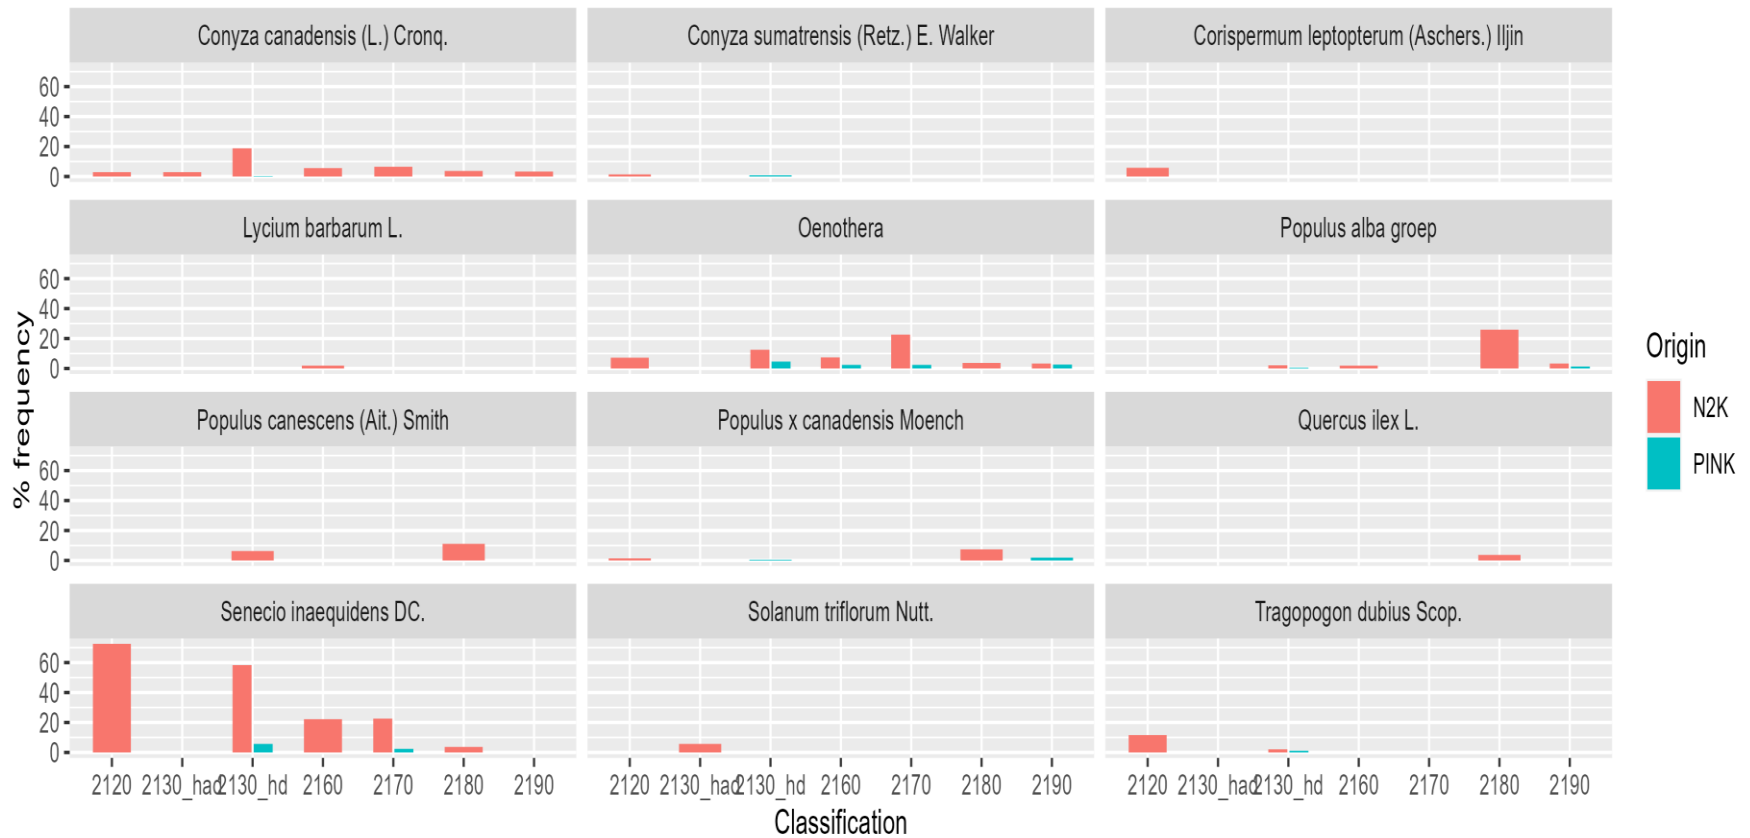 Conyza canadensis (L.) Cronq.
Conyza sumatrensis (Retz.) E. Walker
Corispermum leptopterum (Aschers.) Iljin
60
40
20
0
Lycium barbarum L.
Oenothera
Populus alba groep
60
40
20
0
Populus canescens (Ait.) Smith
Populus x canadensis Moench
Quercus ilex L.
60
40
20
0
Senecio inaequidens DC.
Solanum triflorum Nutt.
Tragopogon dubius Scop.
60
40
20
0
2120 2130_had 2130_hd 2160 2170 2180 2190
2120 2130_had 2130_hd 2160 2170 2180 2190
2120 2130_had 2130_hd 2160 2170 2180 2190
Classification
% frequency
Origin
N2K
PINK